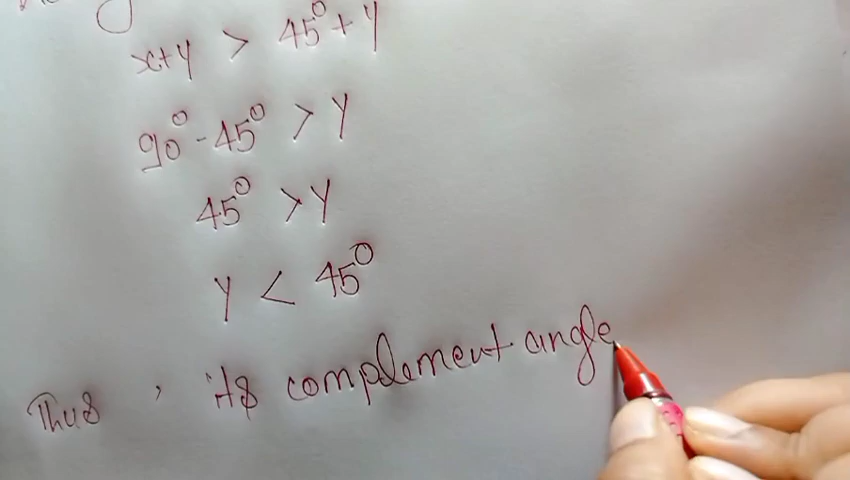 x+y > 45° + y
90° - 45° > y
45° > y
y < 45°
Thus , its complement angle